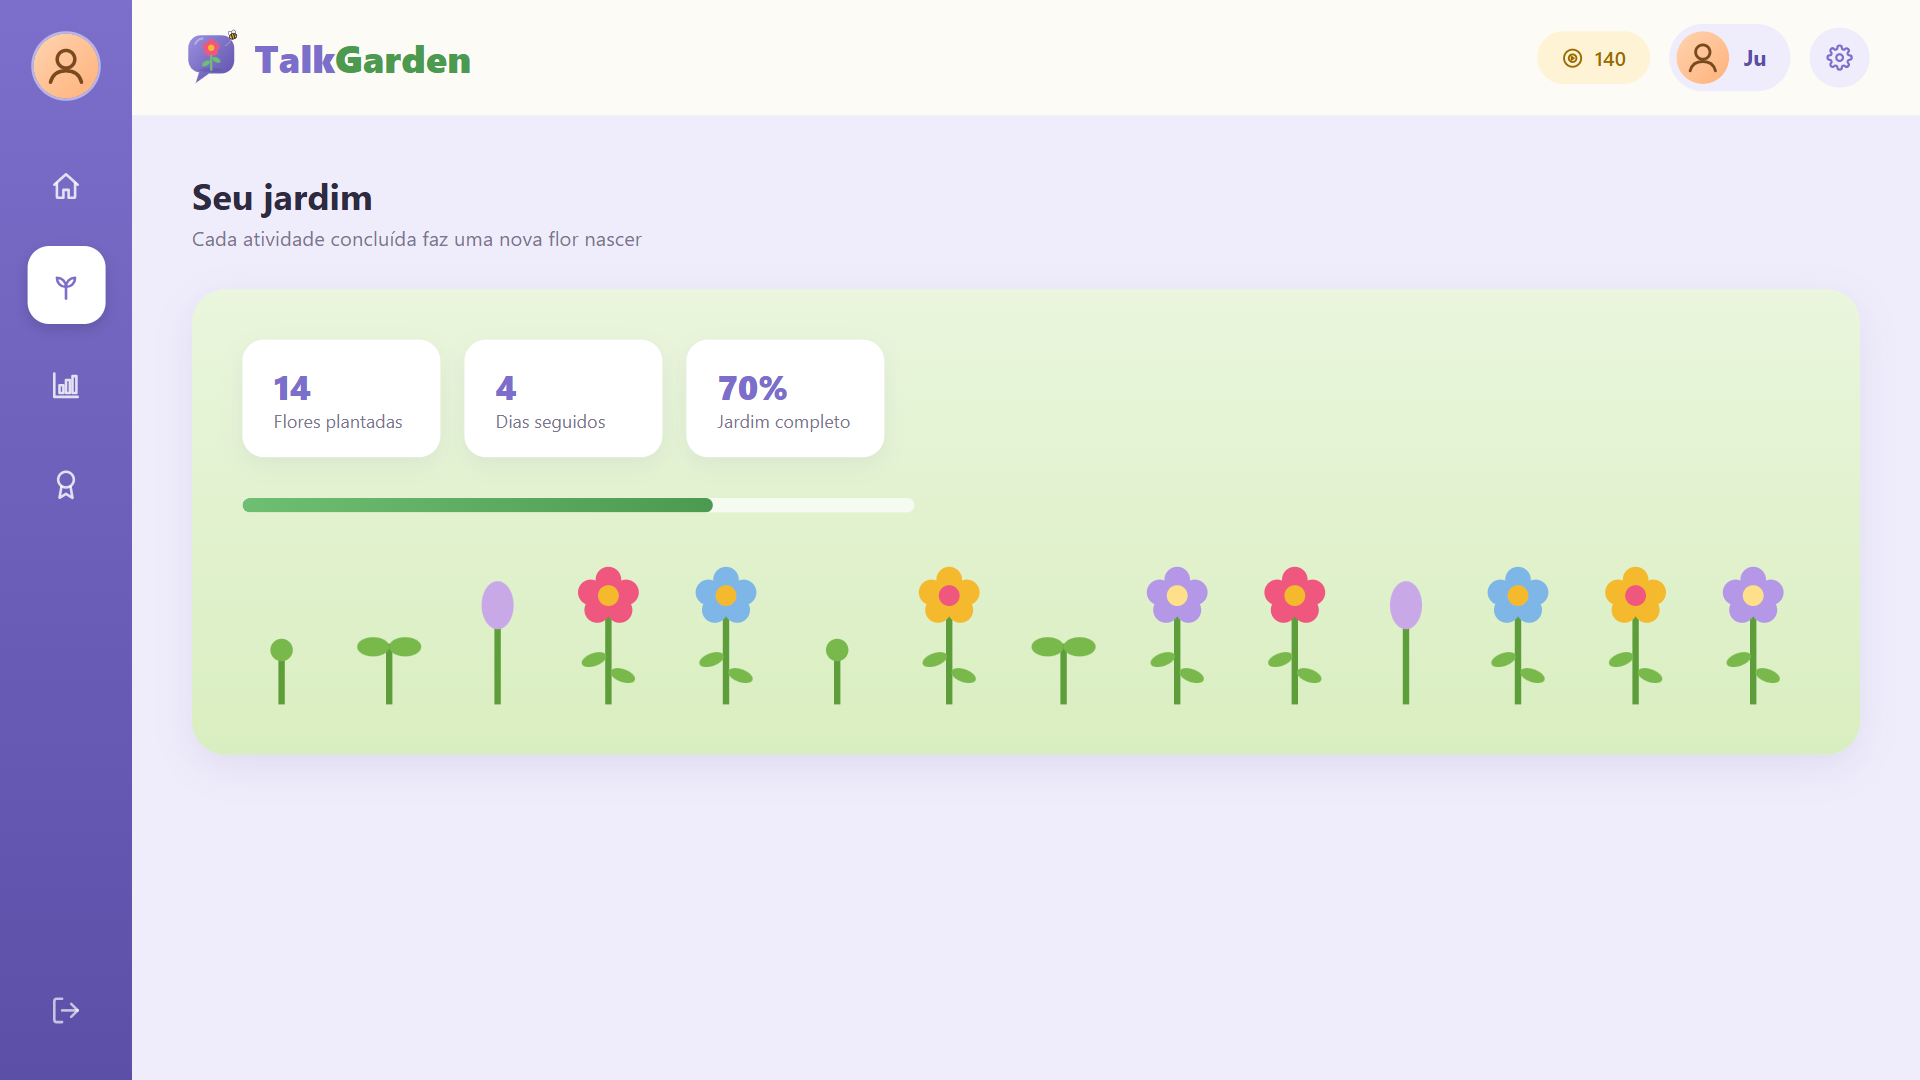 TalkGarden
140
Ju
Seu jardim
Cada atividade concluída faz uma nova flor nascer
14
Flores plantadas
4
Dias seguidos
70%
Jardim completo